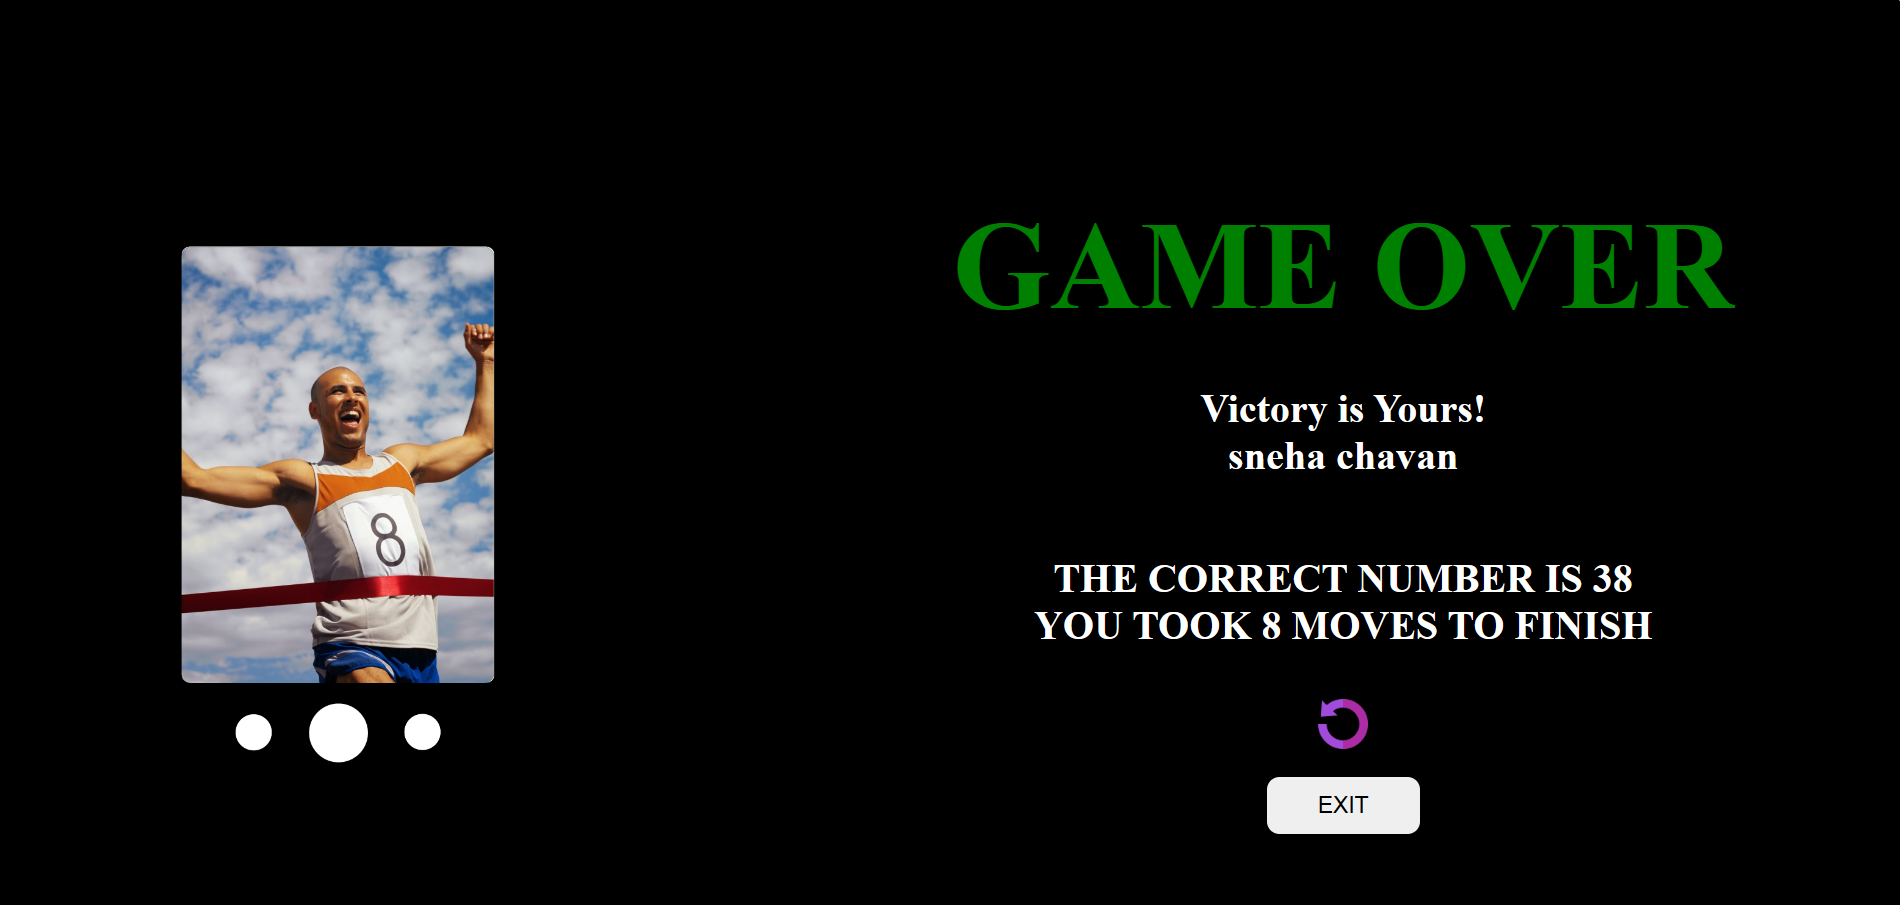 8
GAME OVER
Victory is Yours!
sneha chavan
THE CORRECT NUMBER IS 38
YOU TOOK 8 MOVES TO FINISH
EXIT